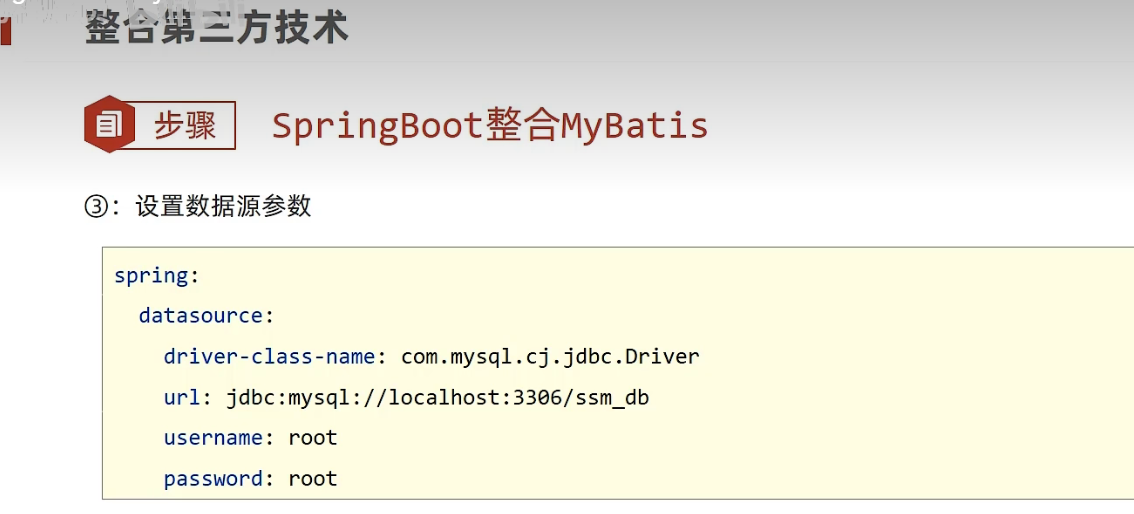 整合第三方技术
步骤 SpringBoot整合MyBatis
③：设置数据源参数
spring:
  datasource:
    driver-class-name: com.mysql.cj.jdbc.Driver
    url: jdbc:mysql://localhost:3306/ssm_db
    username: root
    password: root